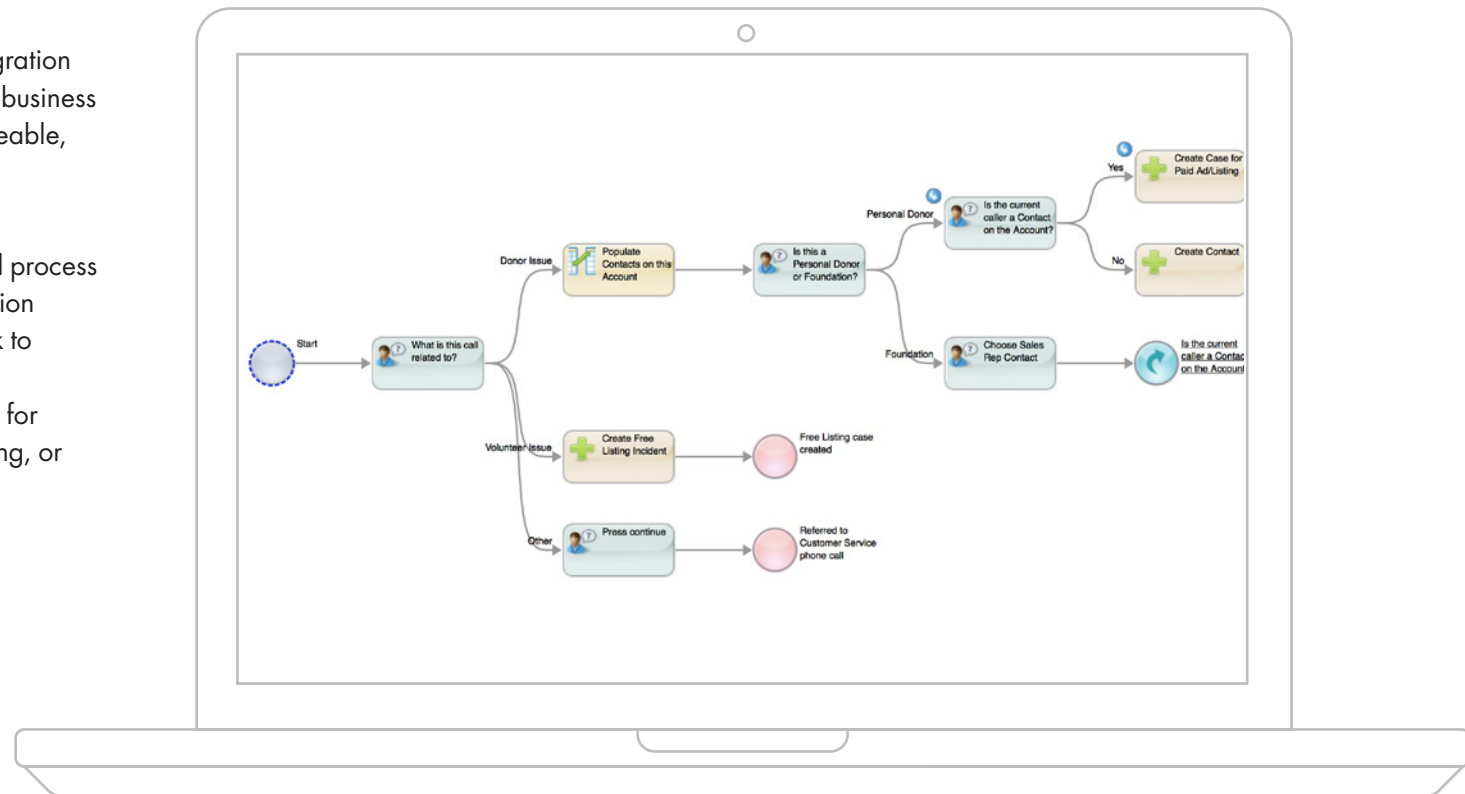 gration
business
eable,
l process
tion
k to
for
ng, or
Start
What is this call
related to?
Donor Issue
Populate
Contacts on this
Account
Is this a
Personal Donor
or Foundation?
Personal Donor
Is the current
caller a Contact
on the Account?
Yes
Create Case for
Paid Ad/Listing
No
Create Contact
Foundation
Choose Sales
Rep Contact
Is the current
caller a Contac
on the Account
Volunteer Issue
Create Free
Listing Incident
Free Listing case
created
Other
Press continue
Referred to
Customer Service
phone call